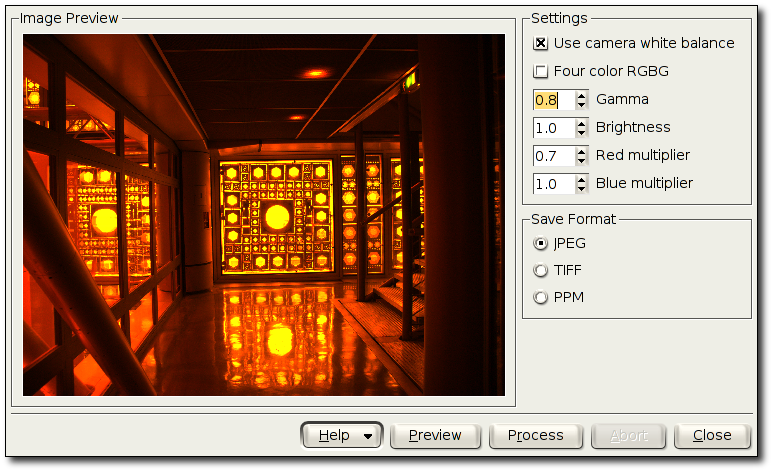 Image Preview
Settings
Use camera white balance
Four color RGBG
0.8 Gamma
1.0 Brightness
0.7 Red multiplier
1.0 Blue multiplier
Save Format
JPEG
TIFF
PPM
Help Preview Process Abort Close